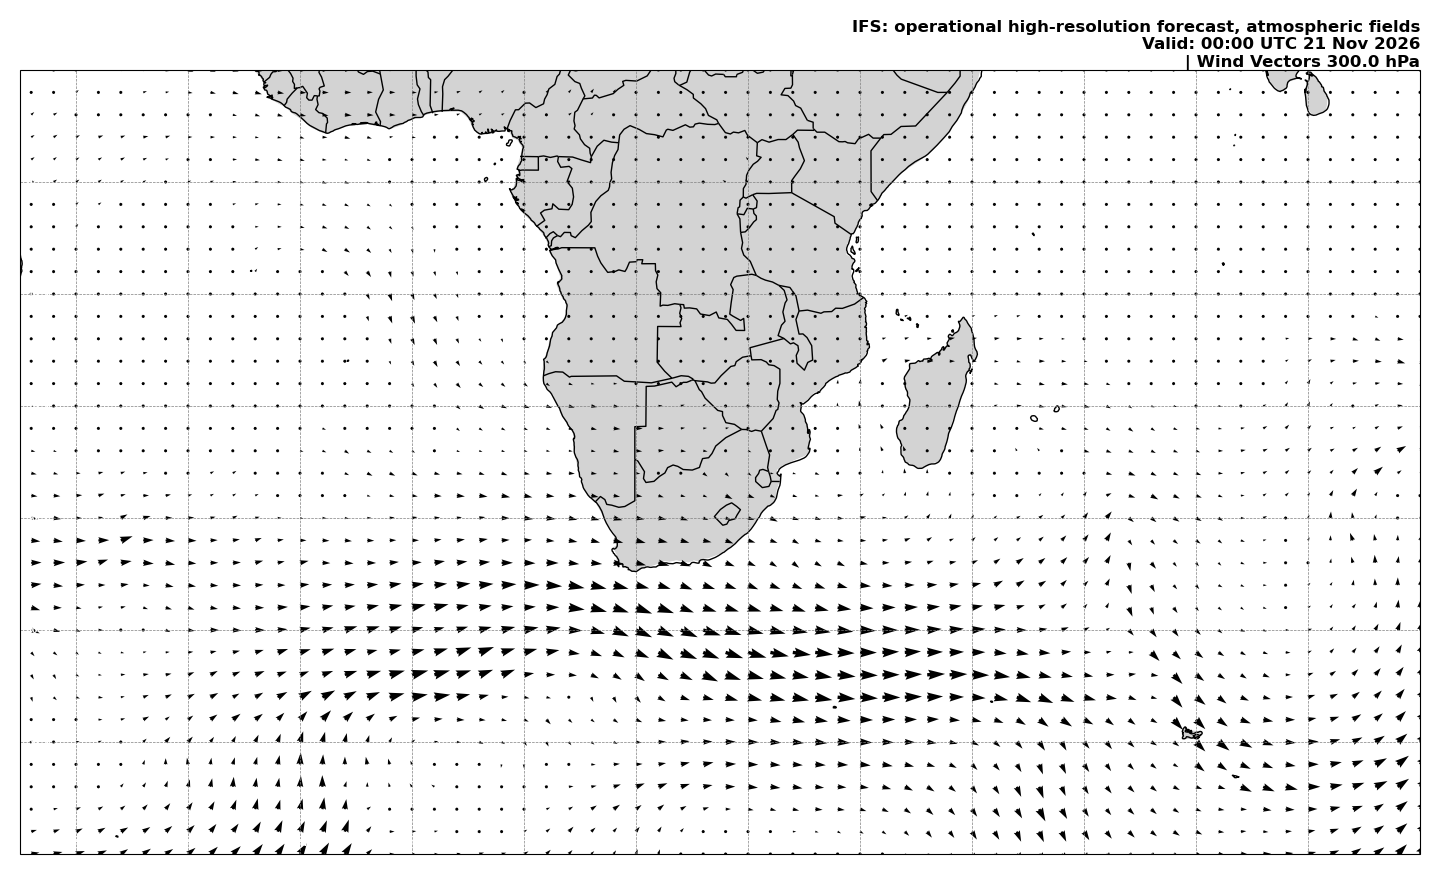 IFS: operational high-resolution forecast, atmospheric fields
Valid: 00:00 UTC 21 Nov 2026
| Wind Vectors 300.0 hPa